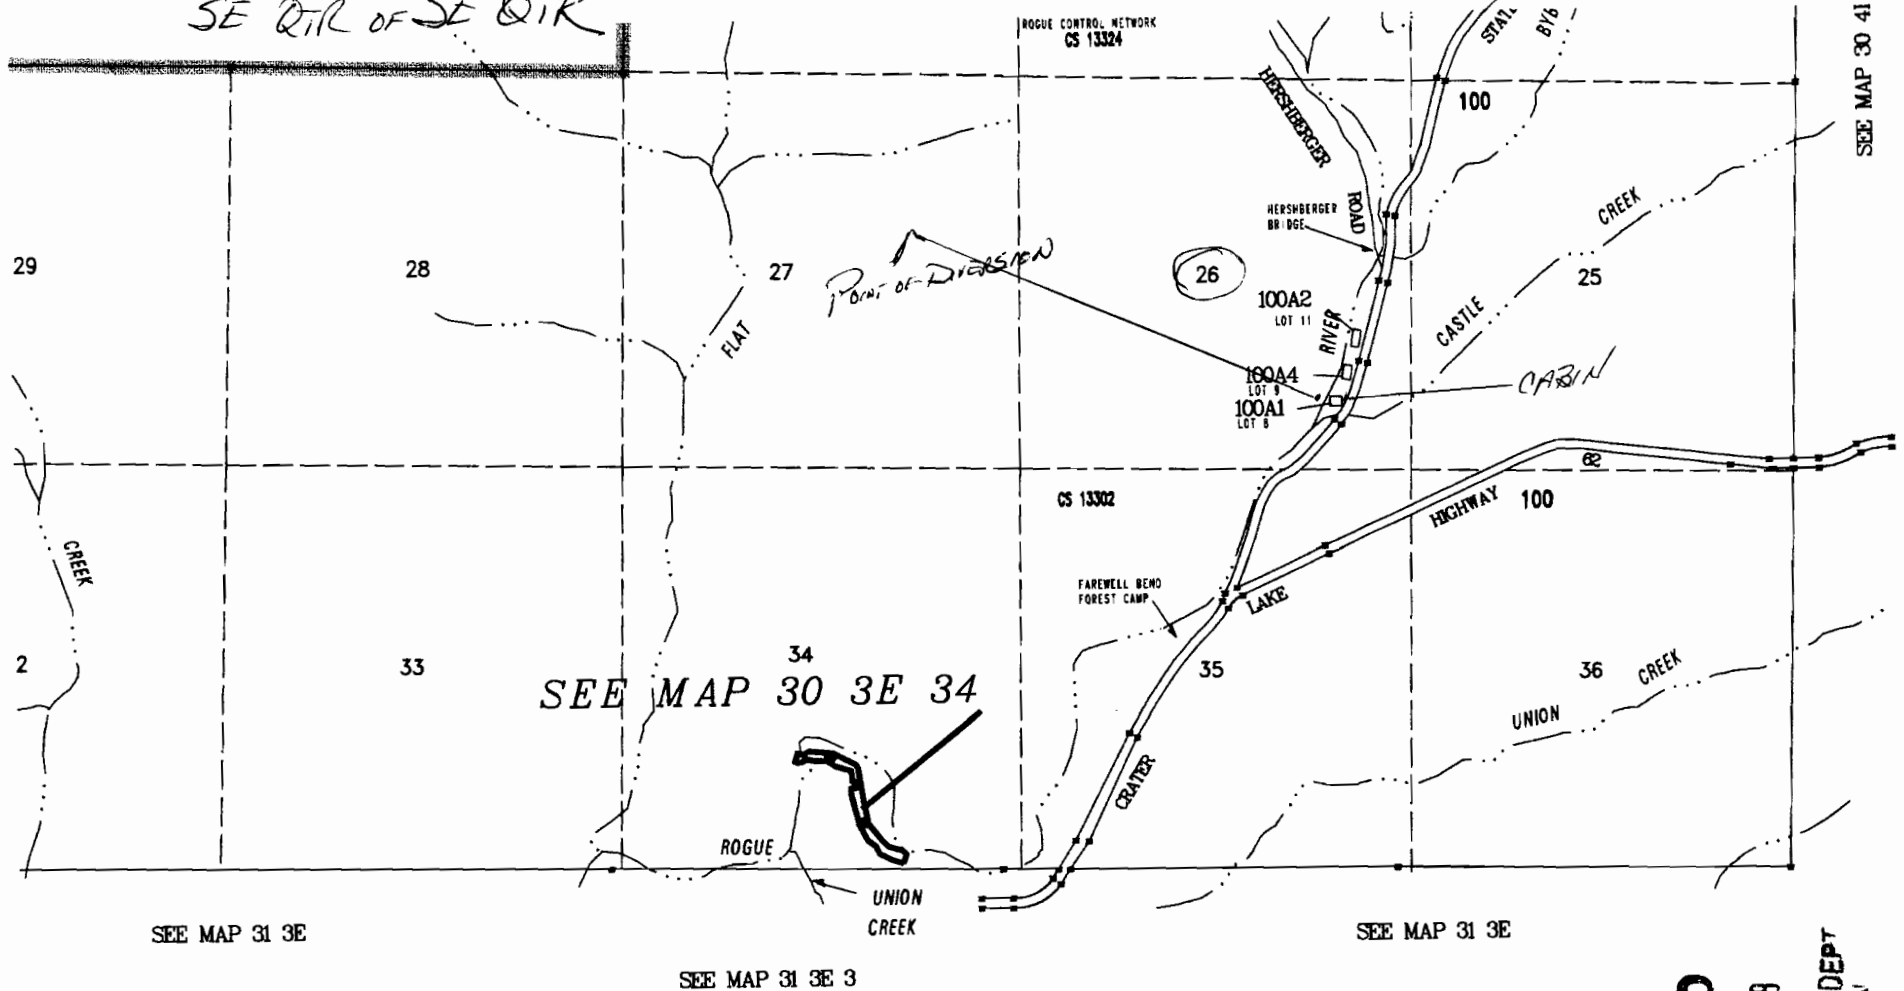 SE QTR OF SE QTR
ROGUE CONTROL NETWORK
CS 13324
STATE
BYB
SEE MAP 30 4E
100
HERSHBERGER
ROAD
HERSHBERGER
BRIDGE
CREEK
29
28
27
POINT OF DIVERSION
26
25
100A2
LOT 11
RIVER
CASTLE
FLAT
100A4
LOT 9
CABIN
100A1
LOT 8
62
CS 13302
HIGHWAY 100
CREEK
FAREWELL BEND
FOREST CAMP
LAKE
2
33
34
35
36
CREEK
SEE MAP 30 3E 34
UNION
CRATER
ROGUE
UNION
CREEK
SEE MAP 31 3E
SEE MAP 31 3E
SEE MAP 31 3E 3
DEPT